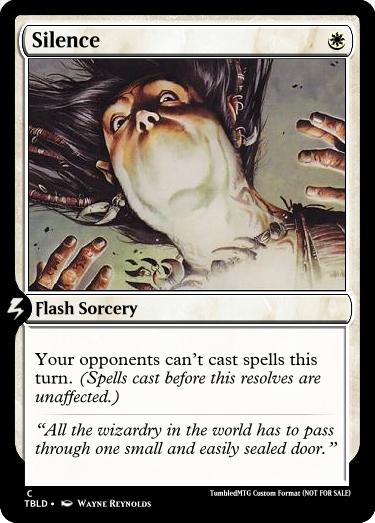 Silence
Flash Sorcery
Your opponents can't cast spells this
turn. (Spells cast before this resolves are
unaffected.)
“All the wizardry in the world has to pass
through one small and easily sealed door.”
C
TBLD • Wayne Reynolds
TumbledMTG Custom Format (NOT FOR SALE)